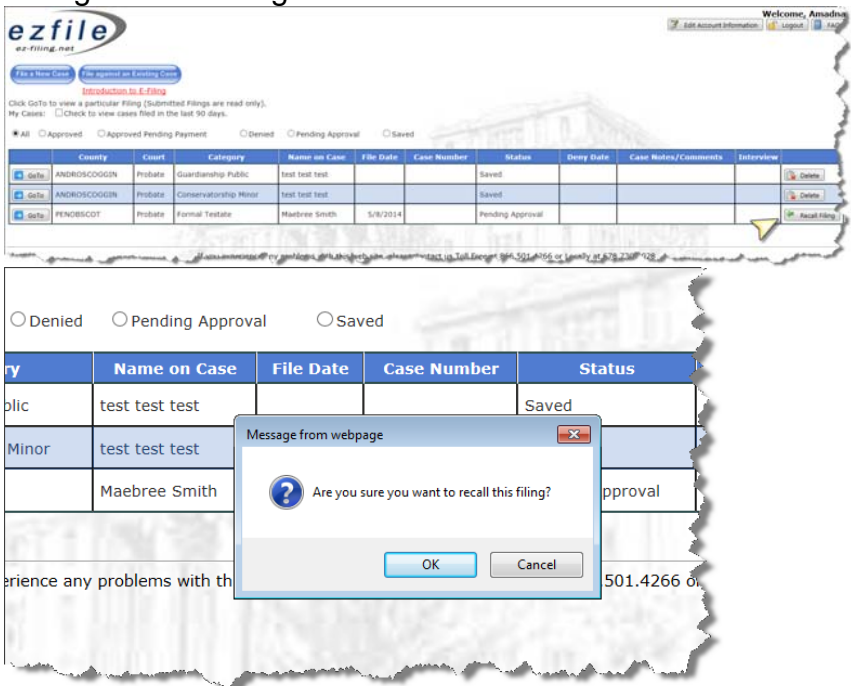 ezfile
ez-filing.net
Welcome, Amadna
Edit Account Information Logout FAQ
File a New Case File against an Existing Case
Introduction to E-Filing
Click GoTo to view a particular Filing (Submitted Filings are read only).
My Cases: Check to view cases filed in the last 90 days.
All Approved Approved Pending Payment Denied Pending Approval Saved
County Court Category Name on Case File Date Case Number Status Deny Date Case Notes/Comments Interview
GoTo ANDROSCOGGIN Probate Guardianship Public test test test Saved Delete
GoTo ANDROSCOGGIN Probate Conservatorship Minor test test test Saved Delete
GoTo PENOBSCOT Probate Formal Testate Maebree Smith 5/8/2014 Pending Approval Recall Filing
Denied Pending Approval Saved
ry Name on Case File Date Case Number Status
blic test test test Saved
Minor test test test
Maebree Smith pproval
Message from webpage
Are you sure you want to recall this filing?
OK Cancel
erience any problems with th 501.4266 o